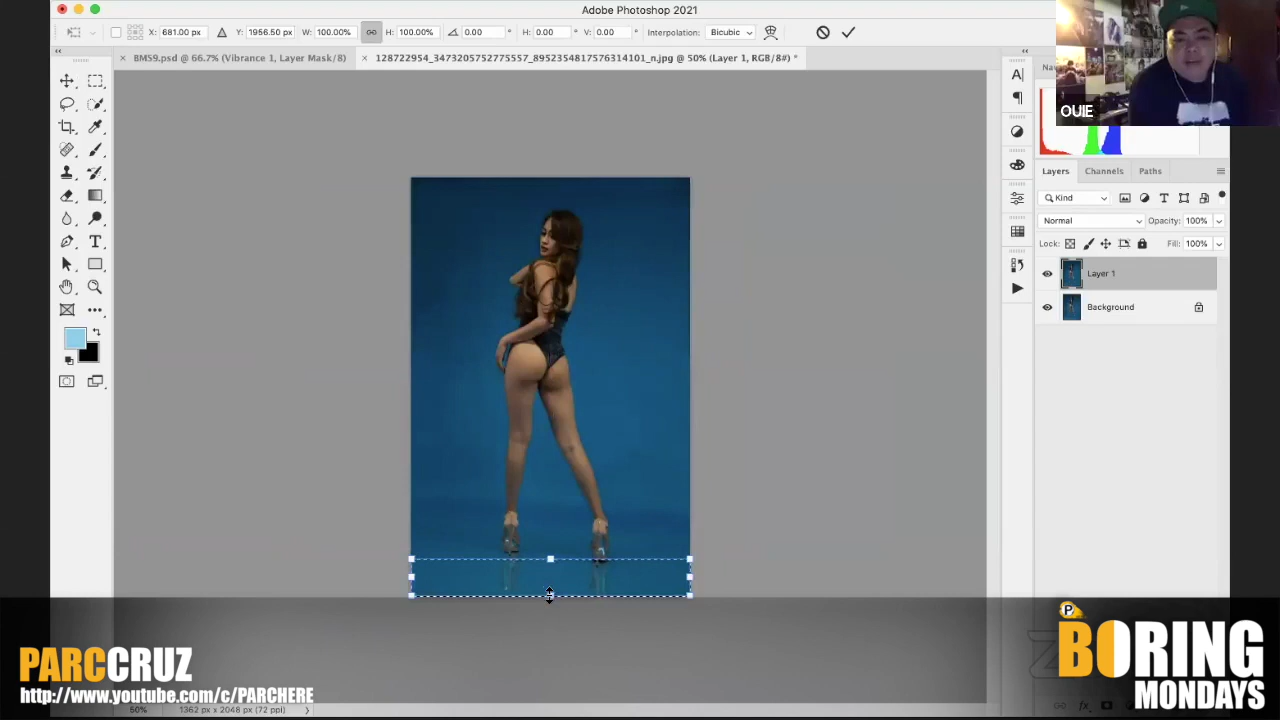 Adobe Photoshop 2021
X: 681.00 px Y: 1956.50 px W: 100.00% H: 100.00% 0.00 ° H: 0.00 ° V: 0.00 ° Interpolation: Bicubic
× BM59.psd @ 66.7% (Vibrance 1, Layer Mask/8) × 128722954_3473205752775557_8952354817576314101_n.jpg @ 50% (Layer 1, RGB/8#) *
Nav
OUIE
Layers Channels Paths
Kind
Normal Opacity: 100%
Lock: Fill: 100%
Layer 1
Background
PARCCRUZ
http://www.youtube.com/c/PARCHERE
P
BORING
MONDAYS
50% 1362 px x 2048 px (72 ppi)
fx